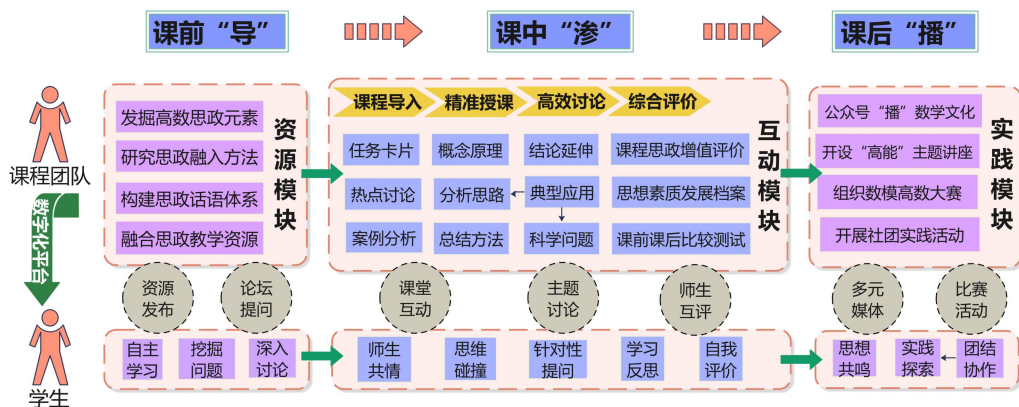 课前“导”
课中“渗”
课后“播”
课程团队
数字化平台
学生
发掘高数思政元素
研究思政融入方法
构建思政话语体系
融合思政教学资源
资源模块
课程导入
精准授课
高效讨论
综合评价
任务卡片
概念原理
结论延伸
课程思政增值评价
热点讨论
分析思路
典型应用
思想素质发展档案
案例分析
总结方法
科学问题
课前课后比较测试
互动模块
公众号“播”数学文化
开设“高能”主题讲座
组织数模高数大赛
开展社团实践活动
实践模块
资源
发布
论坛
提问
课堂
互动
主题
讨论
师生
互评
多元
媒体
比赛
活动
自主
学习
挖掘
问题
深入
讨论
师生
共情
思维
碰撞
针对性
提问
学习
反思
自我
评价
思想
共鸣
实践
探索
团结
协作